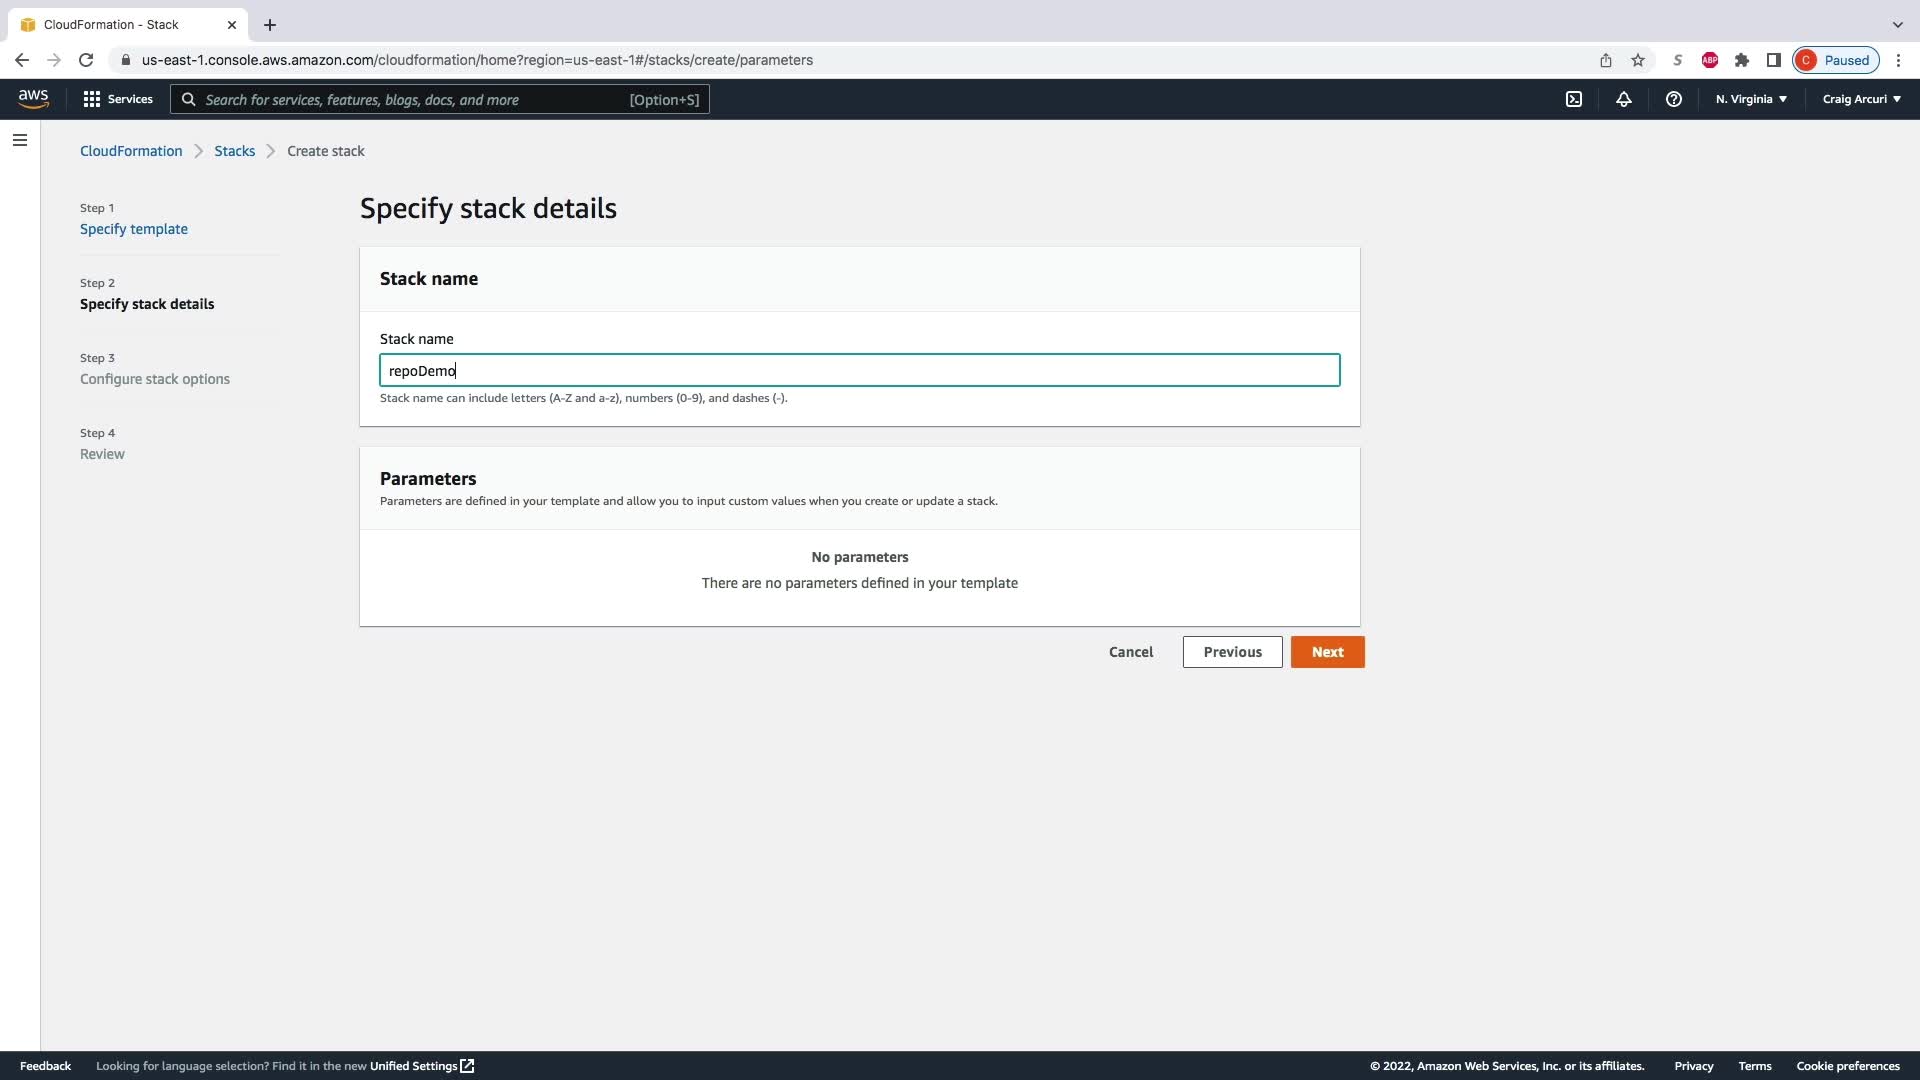 CloudFormation - Stack
us-east-1.console.aws.amazon.com/cloudformation/home?region=us-east-1#/stacks/create/parameters
S
ABP
C Paused
aws
Services
Search for services, features, blogs, docs, and more [Option+S]
N. Virginia
Craig Arcuri
CloudFormation
Stacks
Create stack
Step 1
Specify template
Step 2
Specify stack details
Step 3
Configure stack options
Step 4
Review
Specify stack details
Stack name
Stack name
repoDemo
Stack name can include letters (A-Z and a-z), numbers (0-9), and dashes (-).
Parameters
Parameters are defined in your template and allow you to input custom values when you create or update a stack.
No parameters
There are no parameters defined in your template
Cancel
Previous
Next
Feedback
Looking for language selection? Find it in the new Unified Settings
© 2022, Amazon Web Services, Inc. or its affiliates.
Privacy
Terms
Cookie preferences